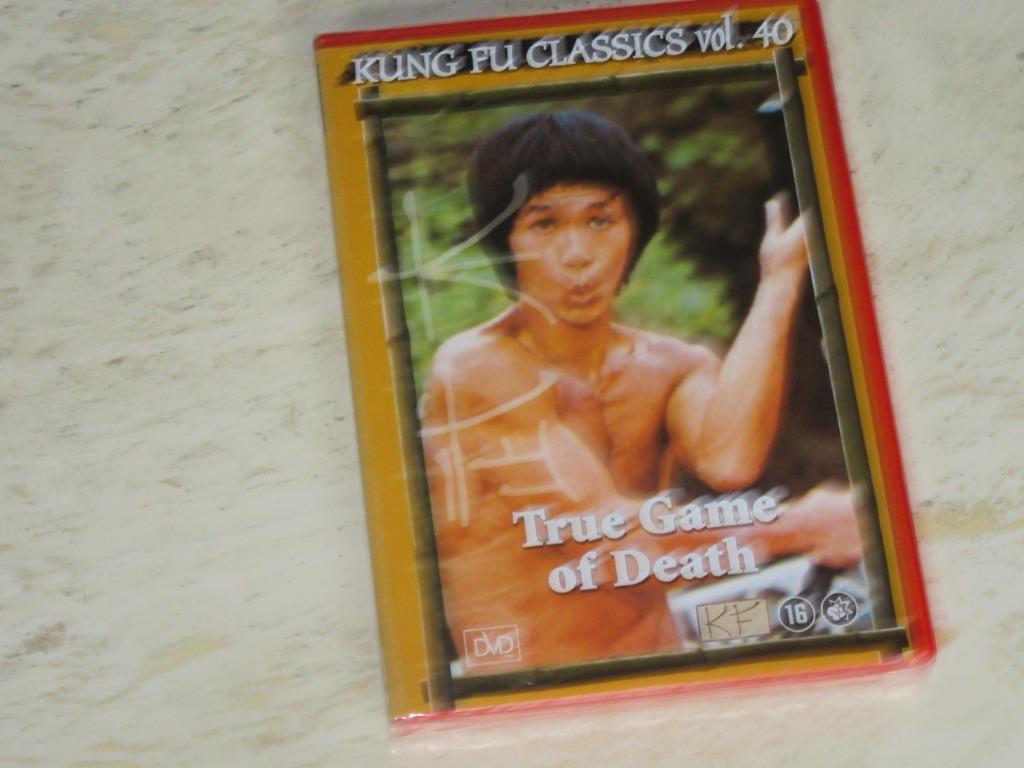 KUNG FU CLASSICS vol. 40
True Game
of Death
KF
16
DVD